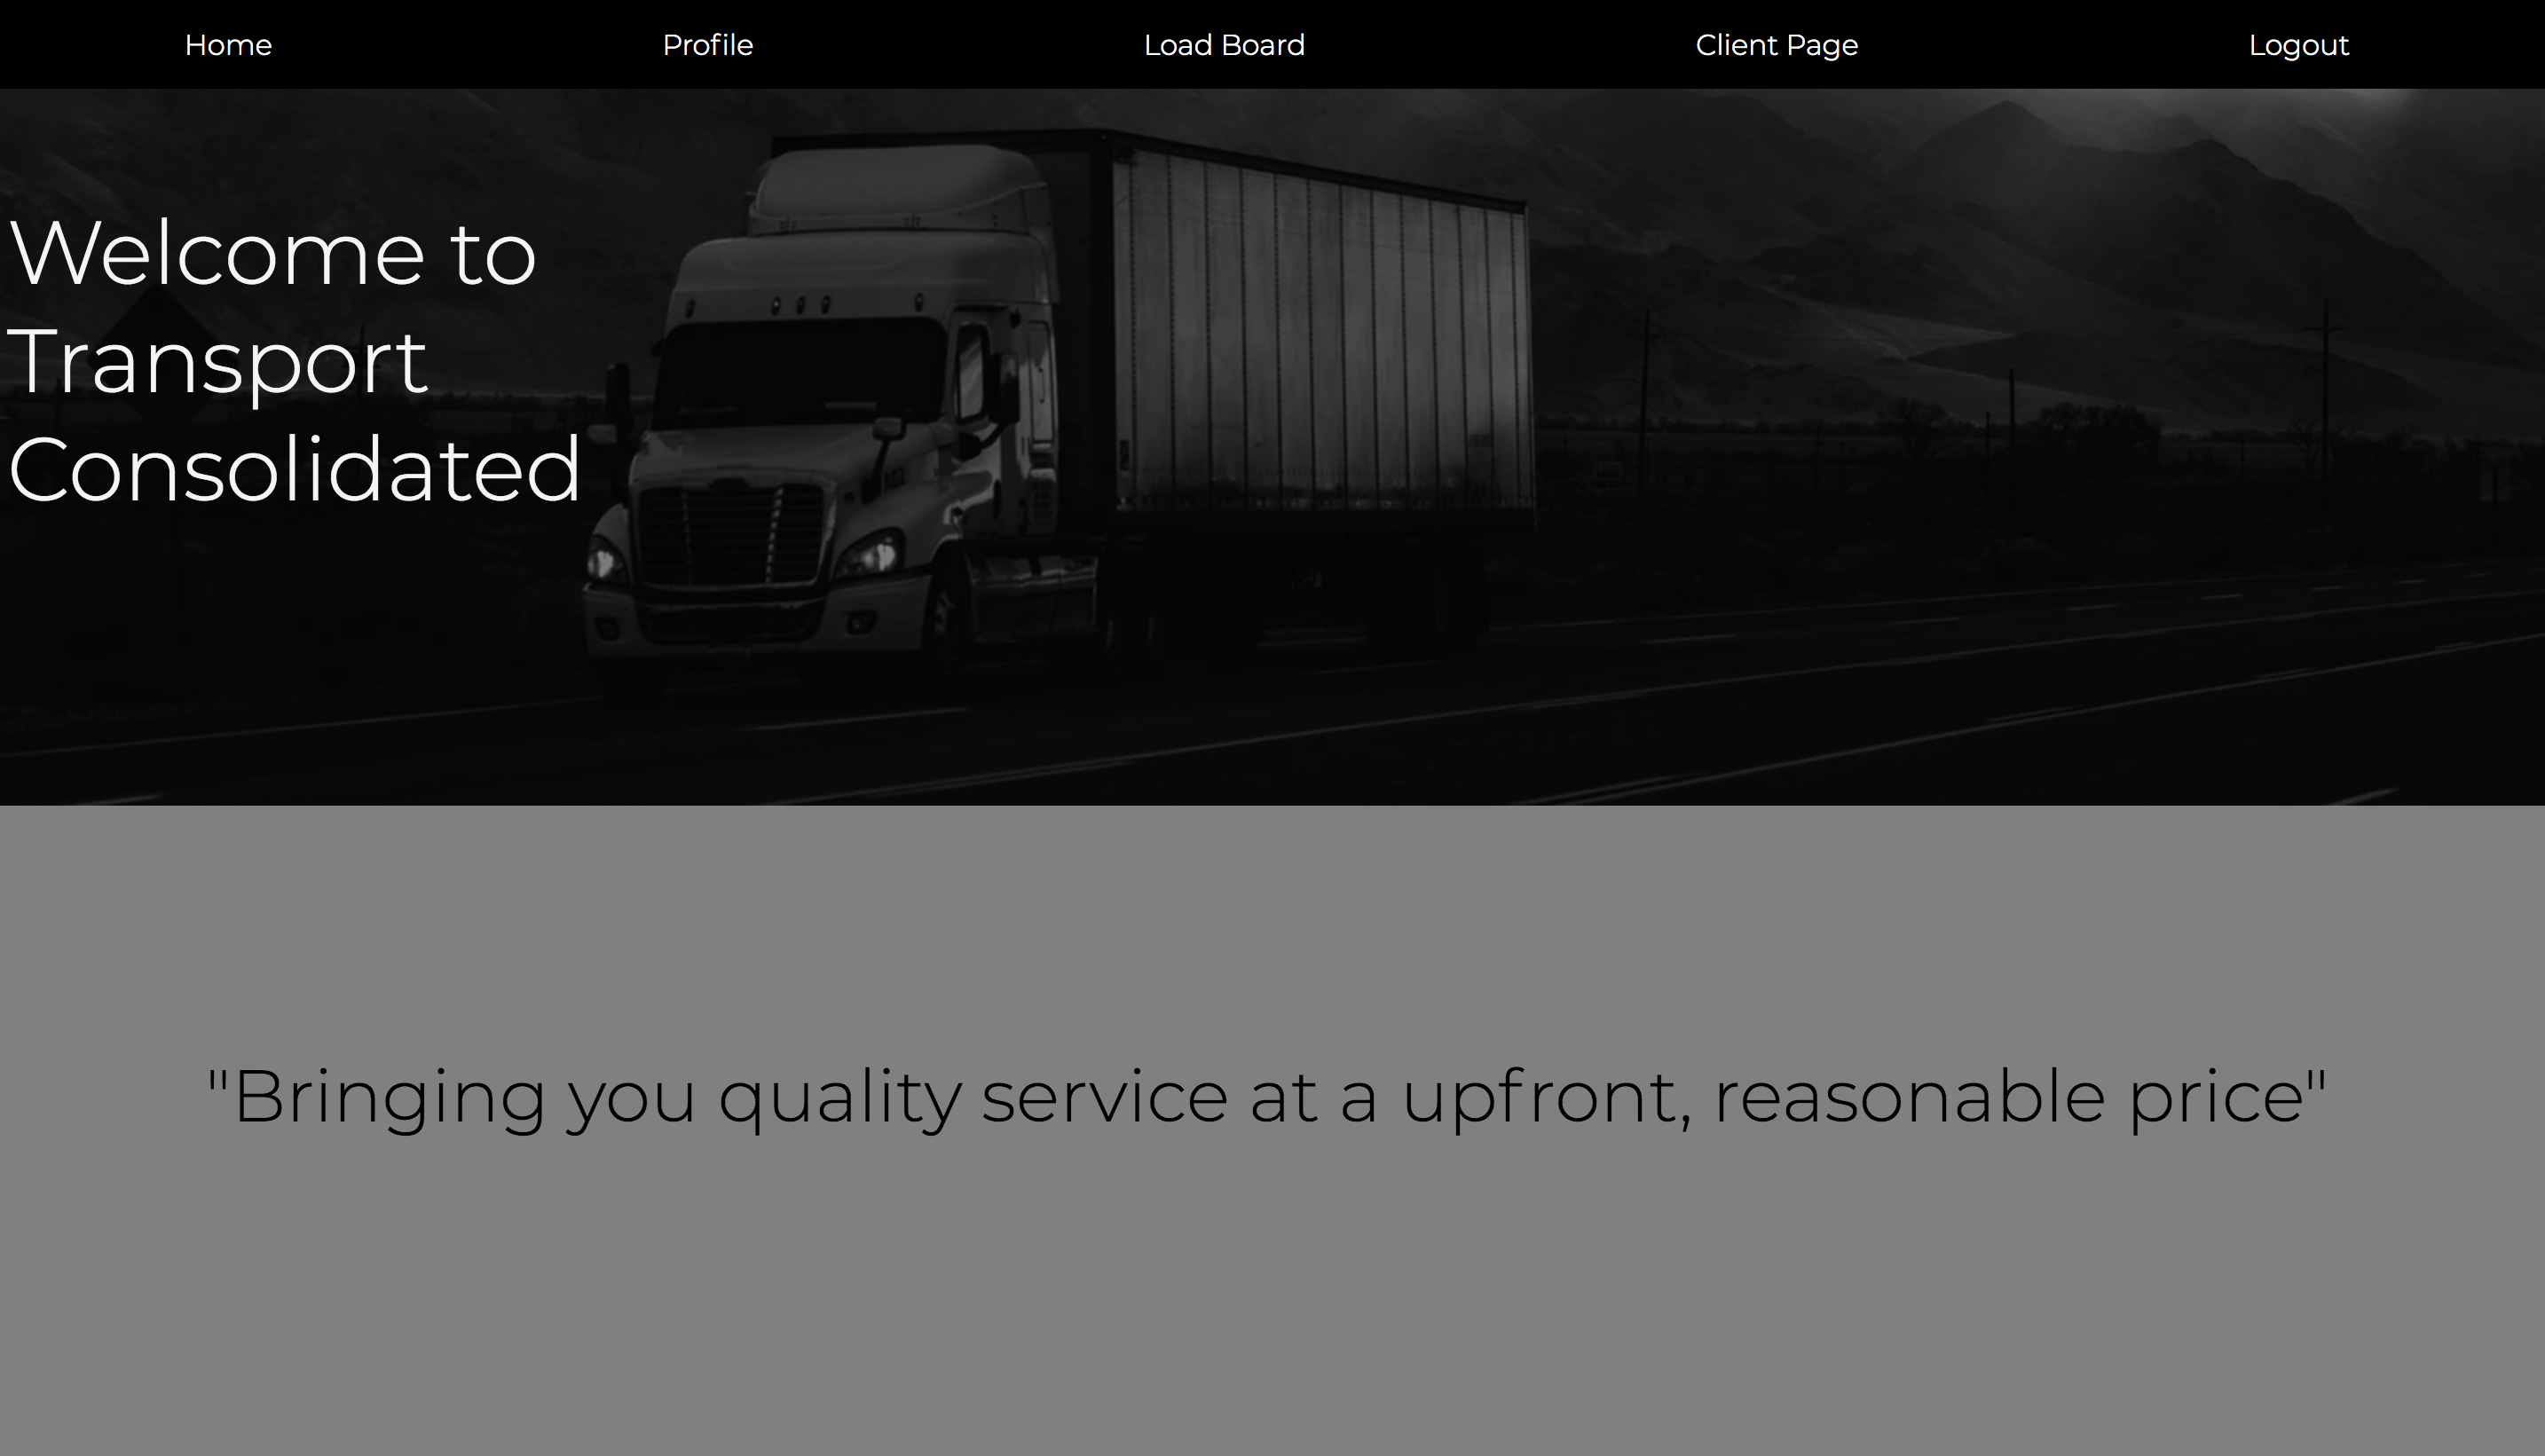 Home Profile Load Board Client Page Logout
Welcome to
Transport
Consolidated
"Bringing you quality service at a upfront, reasonable price"